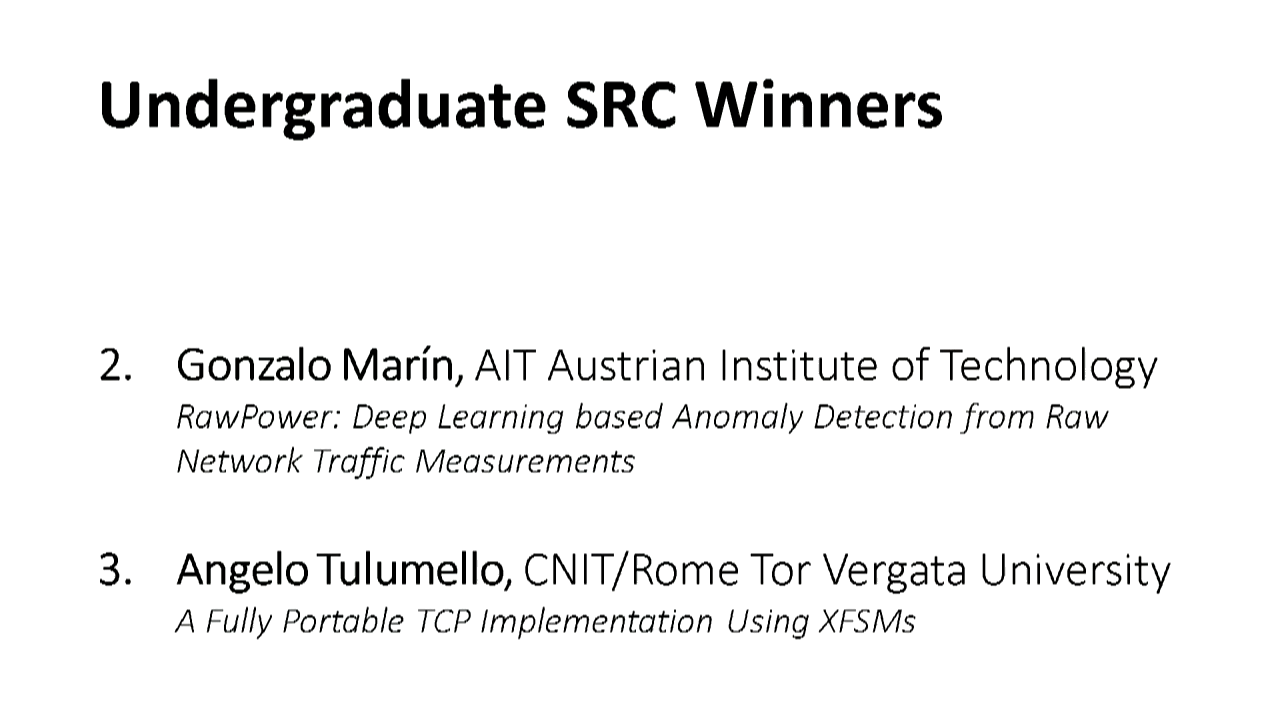 Undergraduate SRC Winners
2. Gonzalo Marín, AIT Austrian Institute of Technology
RawPower: Deep Learning based Anomaly Detection from Raw
Network Traffic Measurements
3. Angelo Tulumello, CNIT/Rome Tor Vergata University
A Fully Portable TCP Implementation Using XFSMs